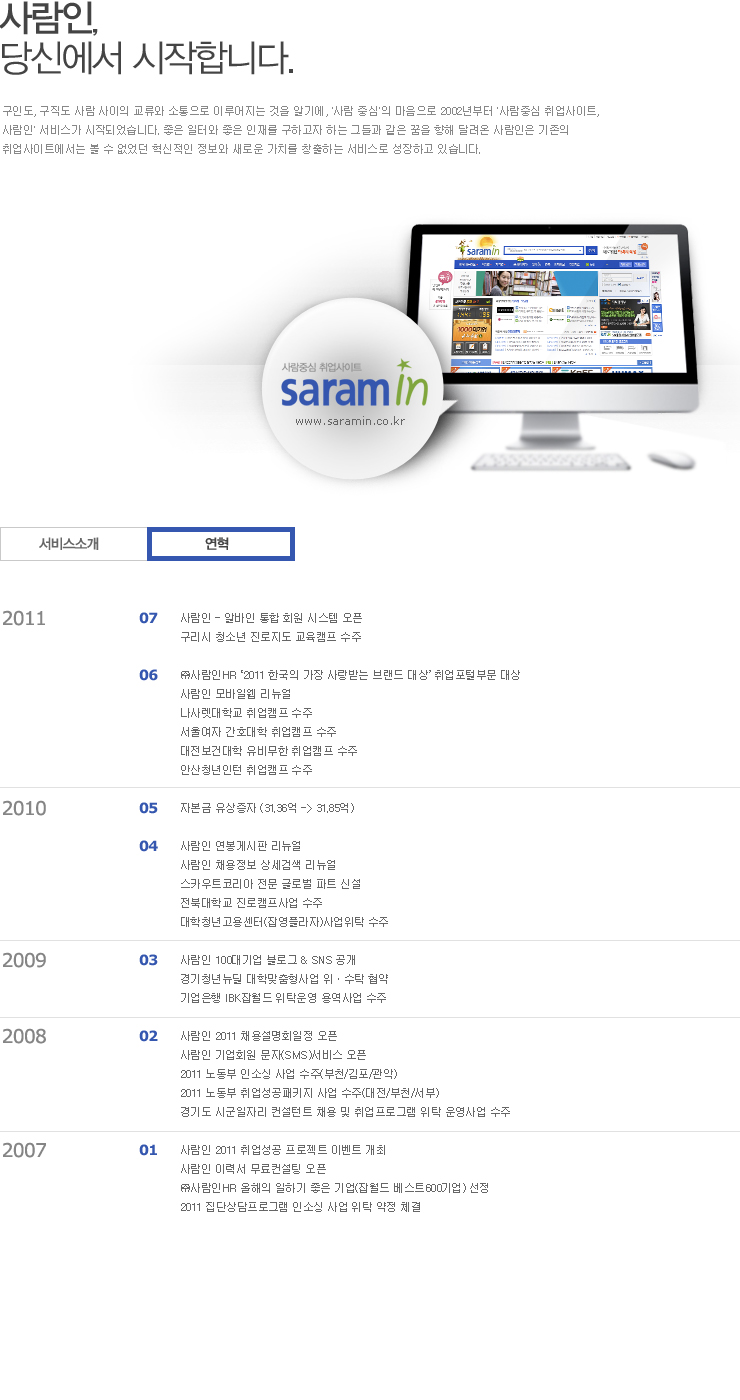 사람인,
당신에서 시작합니다.
구인도, 구직도 사람 사이의 교류와 소통으로 이루어지는 것을 알기에, '사람 중심'의 마음으로 2002년부터 '사람중심 취업사이트,
사람인' 서비스가 시작되었습니다. 좋은 일터와 좋은 인재를 구하고자 하는 그들과 같은 꿈을 향해 달려온 사람인은 기존의
취업사이트에서는 볼 수 없었던 혁신적인 정보와 새로운 가치를 창출하는 서비스로 성장하고 있습니다.
saramin
사람중심 취업사이트
saramin
www.saramin.co.kr
서비스소개 연혁
2011 07 사람인 - 알바인 통합 회원 시스템 오픈
구리시 청소년 진로지도 교육캠프 수주
06 ㈜사람인HR ‘2011 한국의 가장 사랑받는 브랜드 대상’ 취업포털부문 대상
사람인 모바일웹 리뉴얼
나사렛대학교 취업캠프 수주
서울여자 간호대학 취업캠프 수주
대전보건대학 유비무한 취업캠프 수주
안산청년인턴 취업캠프 수주
2010 05 자본금 유상증자 (31.36억 -> 31.85억)
04 사람인 연봉게시판 리뉴얼
사람인 채용정보 상세검색 리뉴얼
스카우트코리아 전문 글로벌 파트 신설
전북대학교 진로캠프사업 수주
대학청년고용센터(잡영플라자)사업위탁 수주
2009 03 사람인 100대기업 블로그 & SNS 공개
경기청년뉴딜 대학맞춤형사업 위ㆍ수탁 협약
기업은행 IBK잡월드 위탁운영 용역사업 수주
2008 02 사람인 2011 채용설명회일정 오픈
사람인 기업회원 문자(SMS)서비스 오픈
2011 노동부 인소싱 사업 수주(부천/김포/관악)
2011 노동부 취업성공패키지 사업 수주(대전/부천/서부)
경기도 시군일자리 컨설턴트 채용 및 취업프로그램 위탁 운영사업 수주
2007 01 사람인 2011 취업성공 프로젝트 이벤트 개최
사람인 이력서 무료컨설팅 오픈
㈜사람인HR 올해의 일하기 좋은 기업(잡월드 베스트600기업) 선정
2011 집단상담프로그램 인소싱 사업 위탁 약정 체결